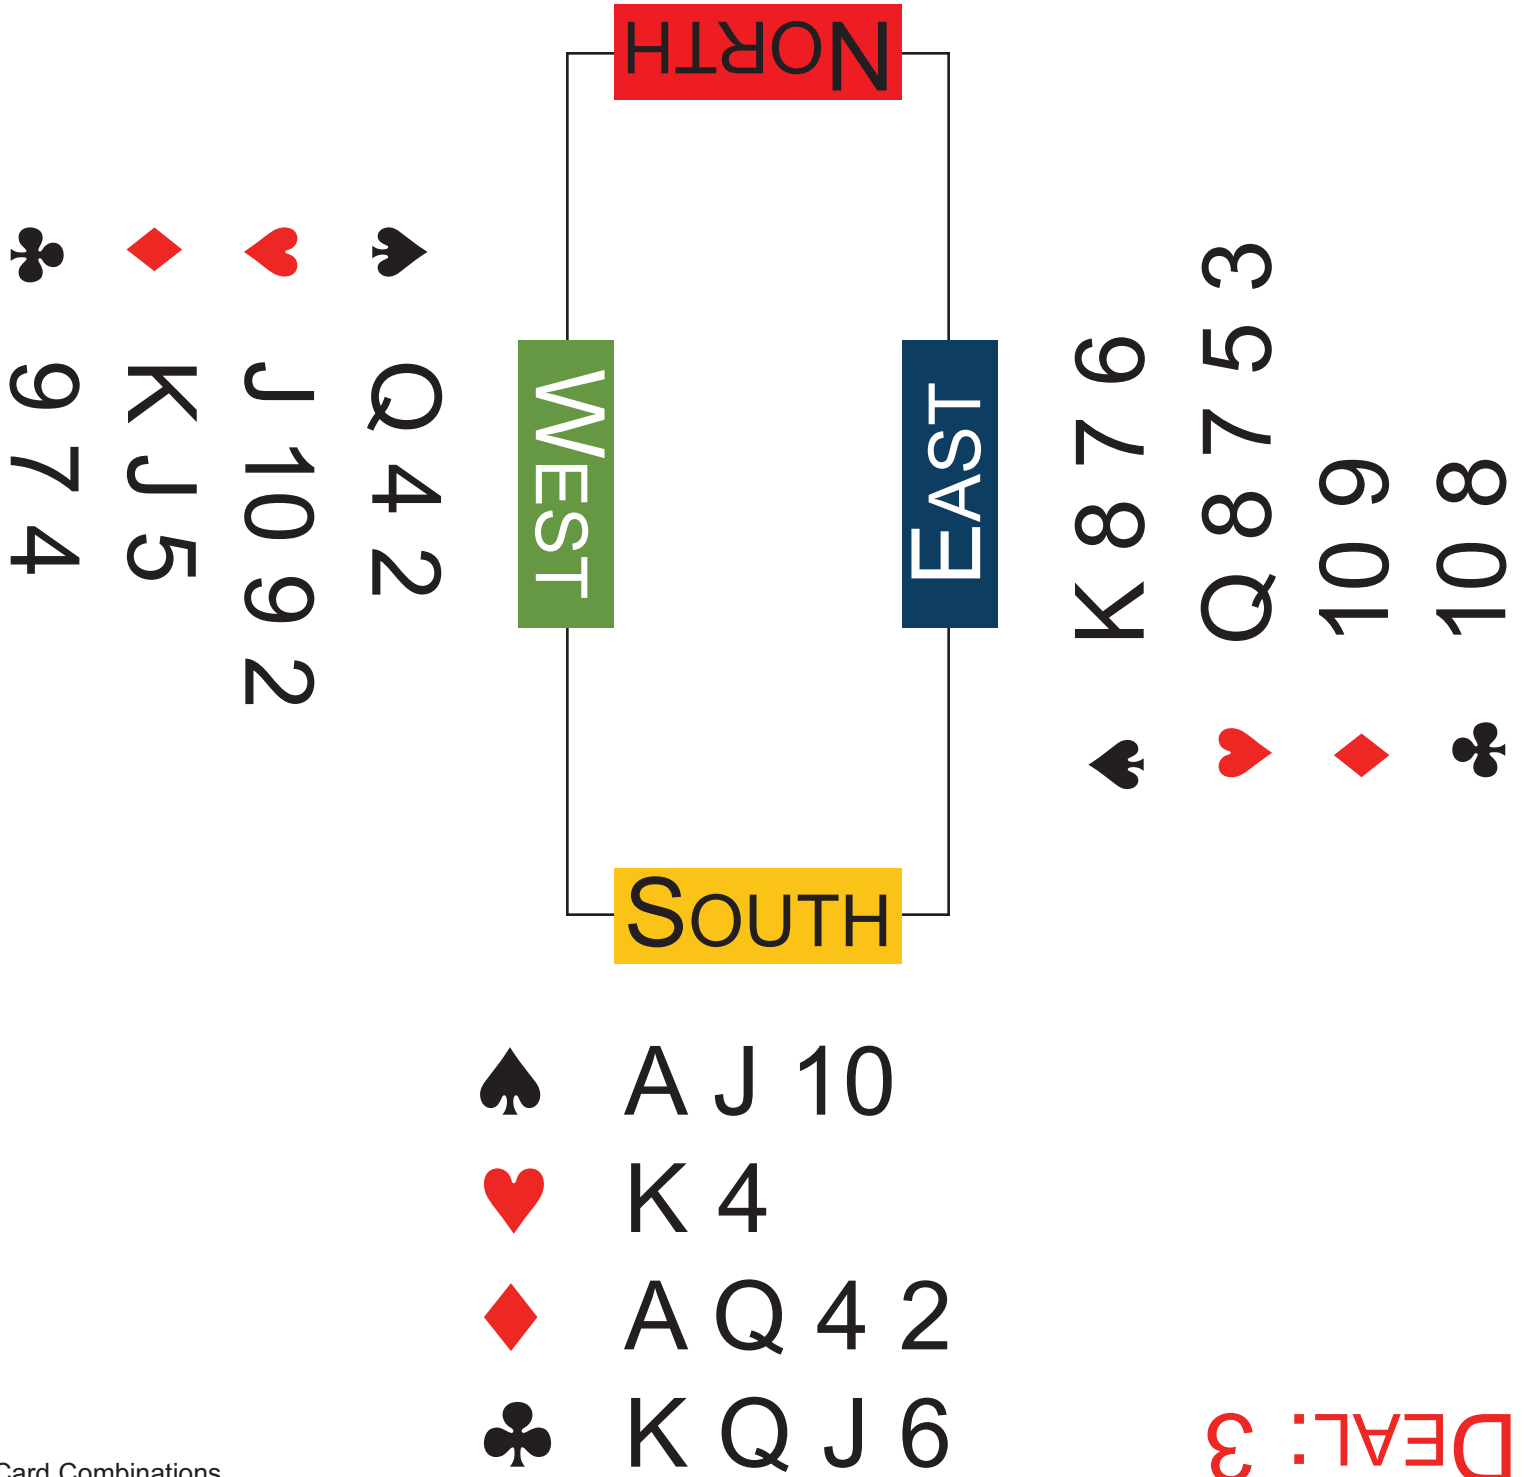 NORTH
♠ Q 4 2
♥ J 10 9 2
♦ K J 5
♣ 9 7 4
WEST
EAST
♠ K 8 7 6
♥ Q 8 7 5 3
♦ 10 9
♣ 10 8
SOUTH
♠ A J 10
♥ K 4
♦ A Q 4 2
♣ K Q J 6
DEAL: 3
Card Combinations